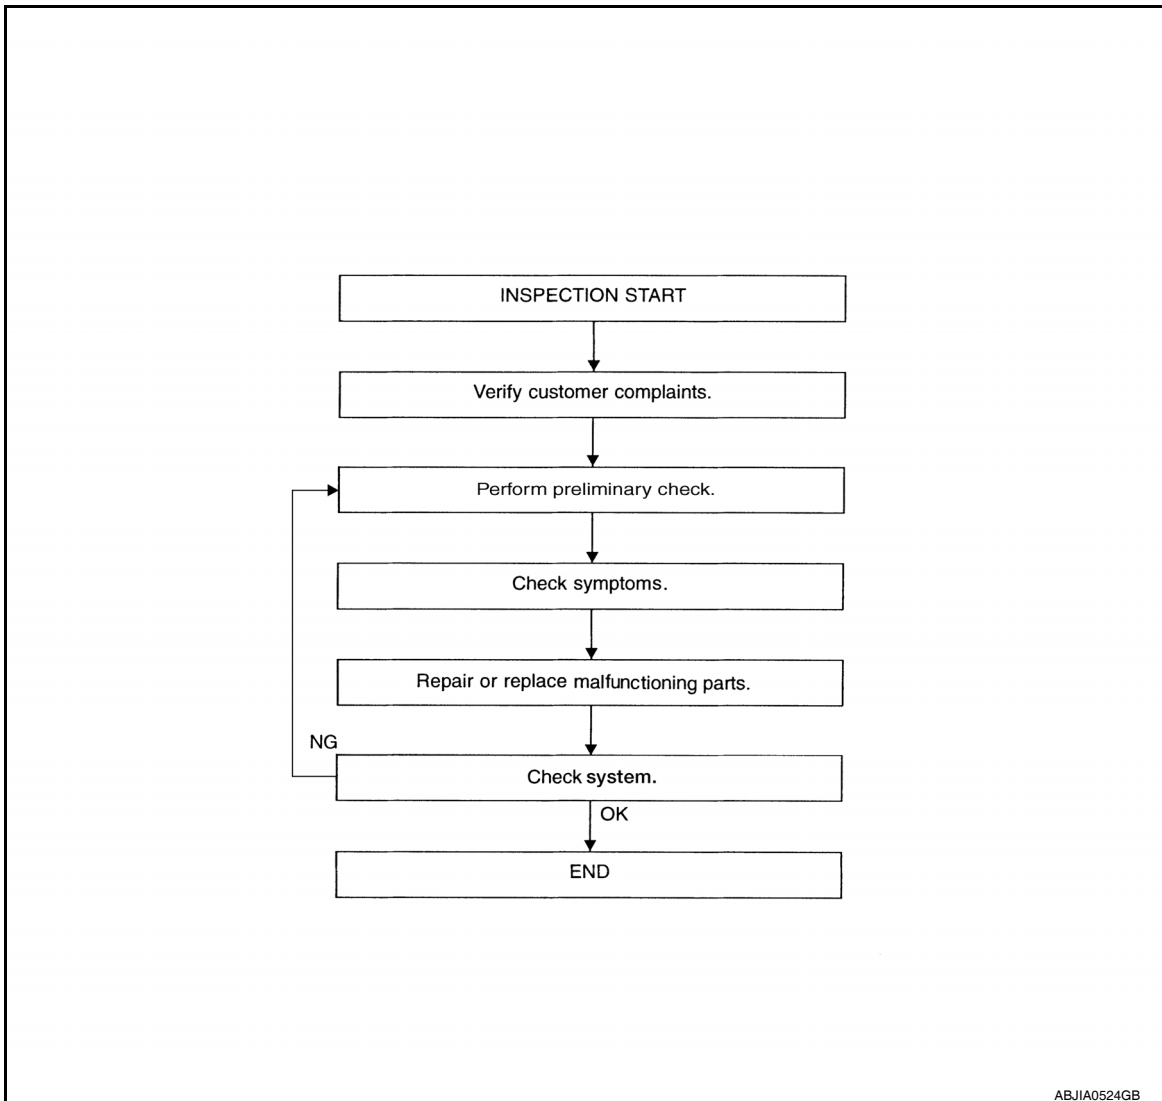 INSPECTION START
Verify customer complaints.
Perform preliminary check.
Check symptoms.
Repair or replace malfunctioning parts.
NG
Check system.
OK
END
ABJIA0524GB